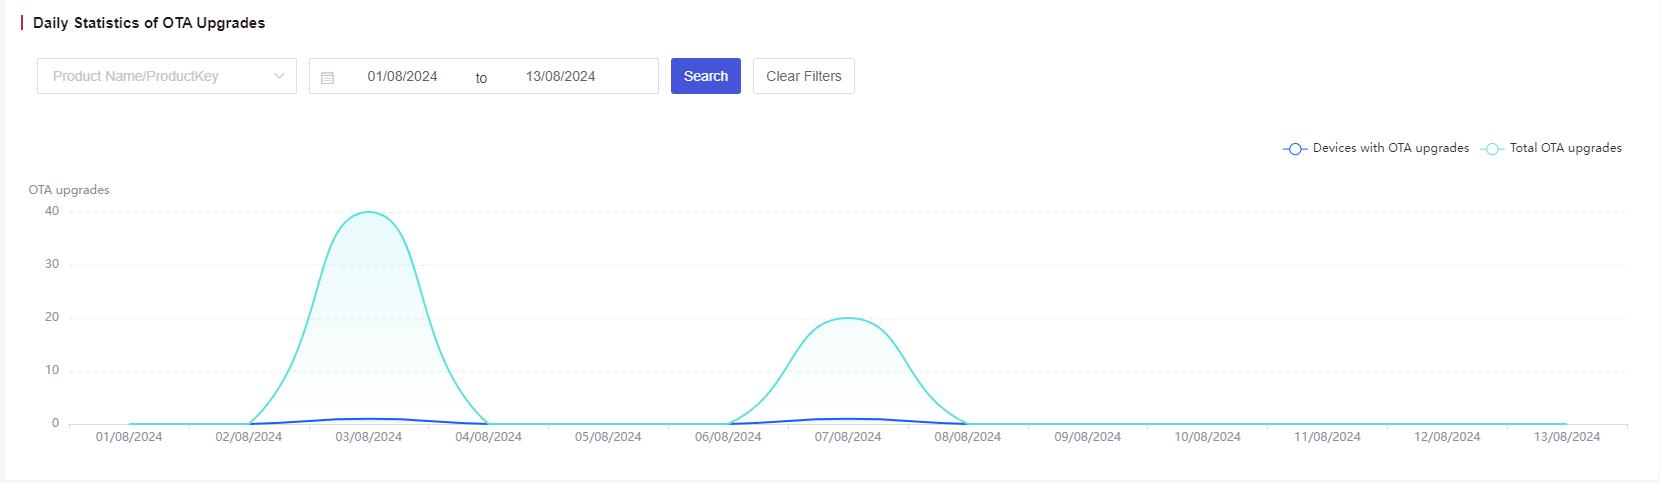 Daily Statistics of OTA Upgrades
Product Name/ProductKey
01/08/2024 to 13/08/2024
Search
Clear Filters
Devices with OTA upgrades
Total OTA upgrades
OTA upgrades
40
30
20
10
0
01/08/2024 02/08/2024 03/08/2024 04/08/2024 05/08/2024 06/08/2024 07/08/2024 08/08/2024 09/08/2024 10/08/2024 11/08/2024 12/08/2024 13/08/2024